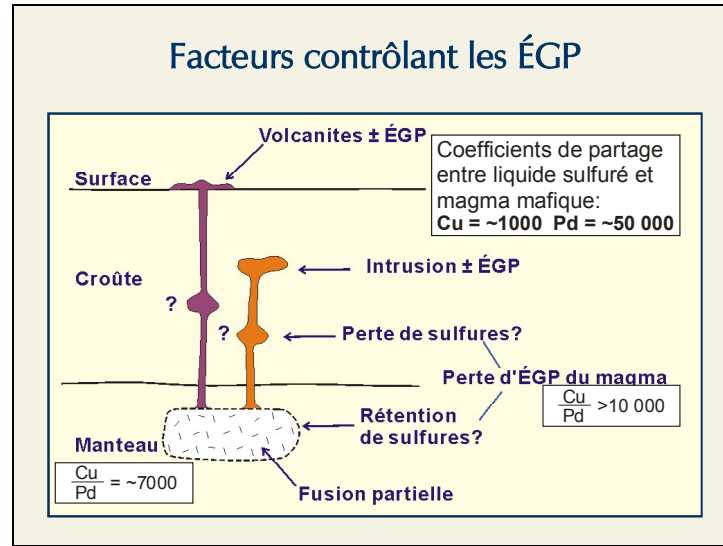 Facteurs contrôlant les ÉGP
Volcanites ± ÉGP
Coefficients de partage
entre liquide sulfuré et
magma mafique:
Cu = ~1000 Pd = ~50 000
Surface
Croûte
Intrusion ± ÉGP
?
?
Perte de sulfures?
Perte d'ÉGP du magma
Cu
Pd >10 000
Rétention
de sulfures?
Manteau
Cu
Pd = ~7000
Fusion partielle